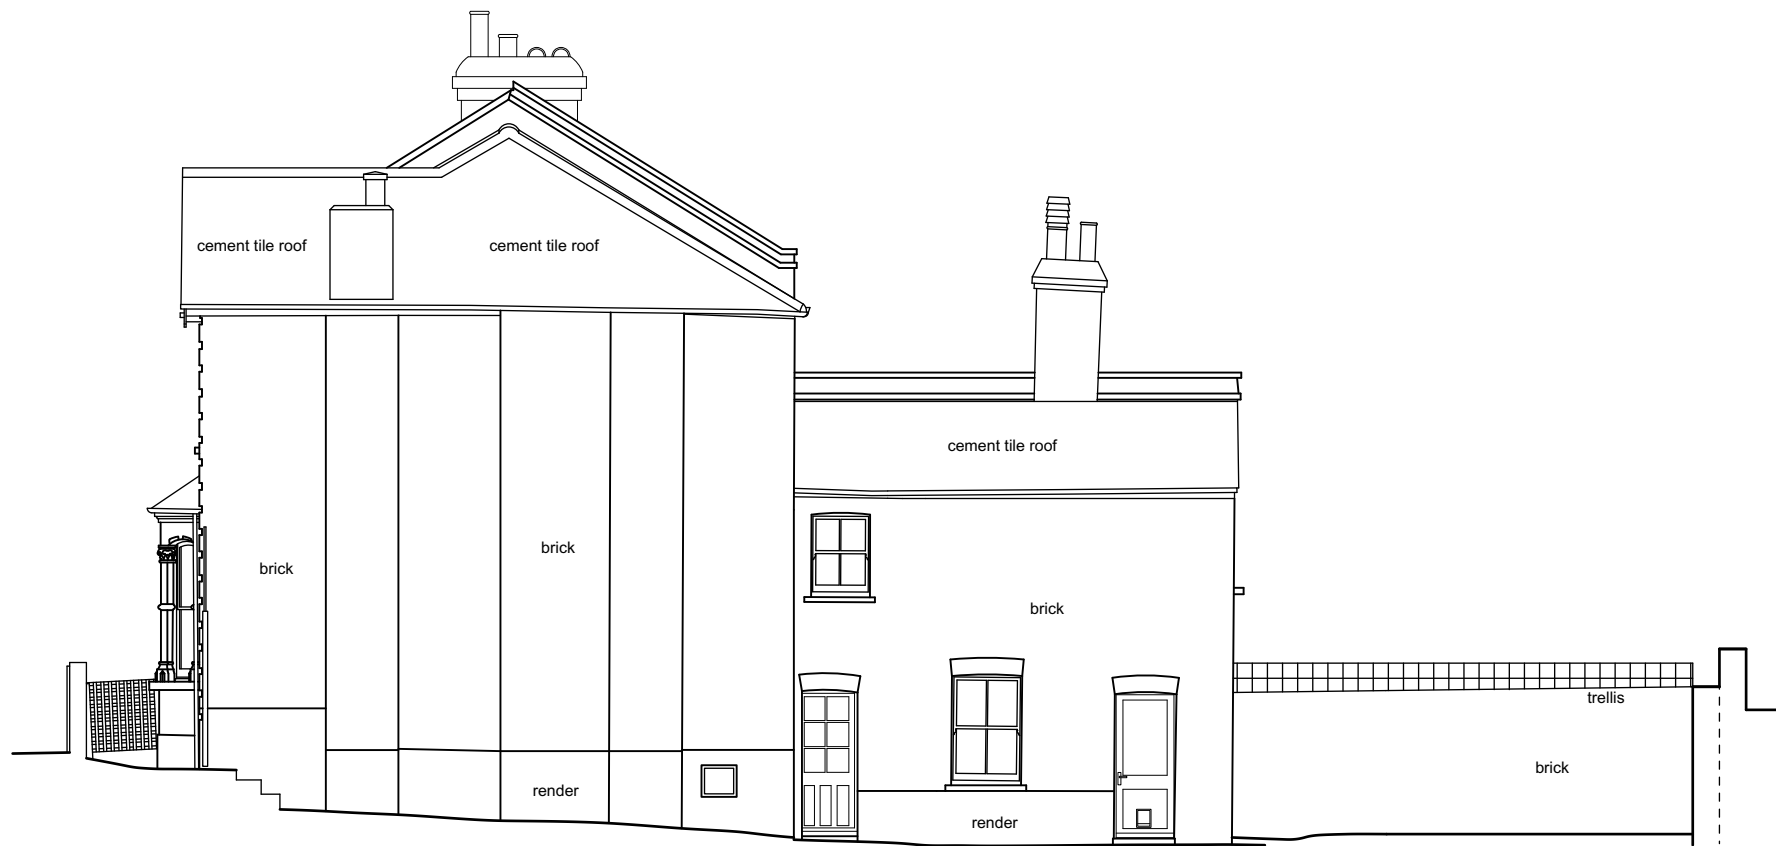 cement tile roof
cement tile roof
cement tile roof
brick
brick
brick
trellis
brick
render
render